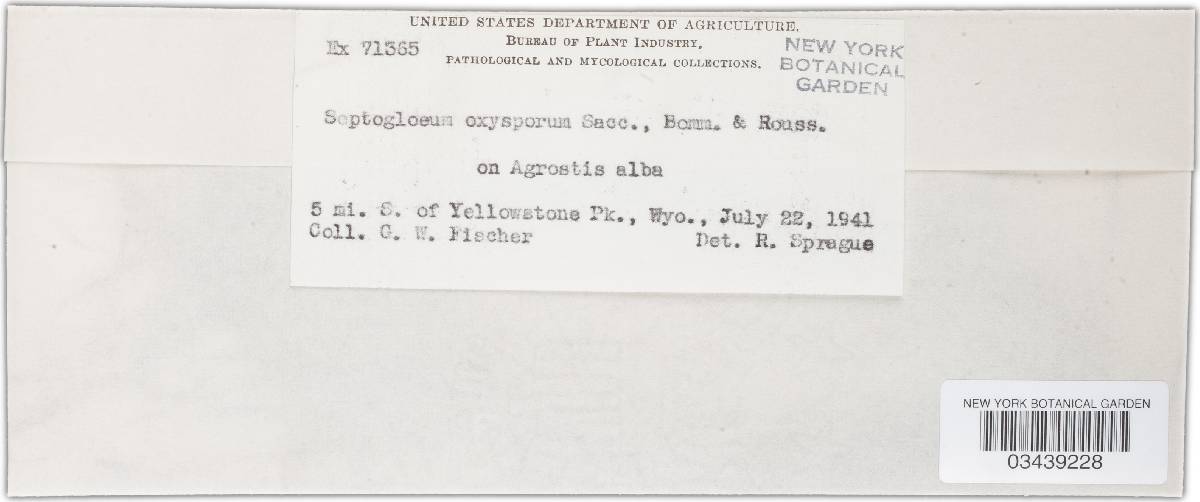 UNITED STATES DEPARTMENT OF AGRICULTURE.
BUREAU OF PLANT INDUSTRY,
PATHOLOGICAL AND MYCOLOGICAL COLLECTIONS.
Ex 71365
NEW YORK
BOTANICAL
GARDEN
Septogloeum oxysporum Sacc., Bomm. & Rouss.
on Agrostis alba
5 mi. S. of Yellowstone Pk., Wyo., July 22, 1941
Coll. G. W. Fischer Det. R. Sprague
NEW YORK BOTANICAL GARDEN
03439228